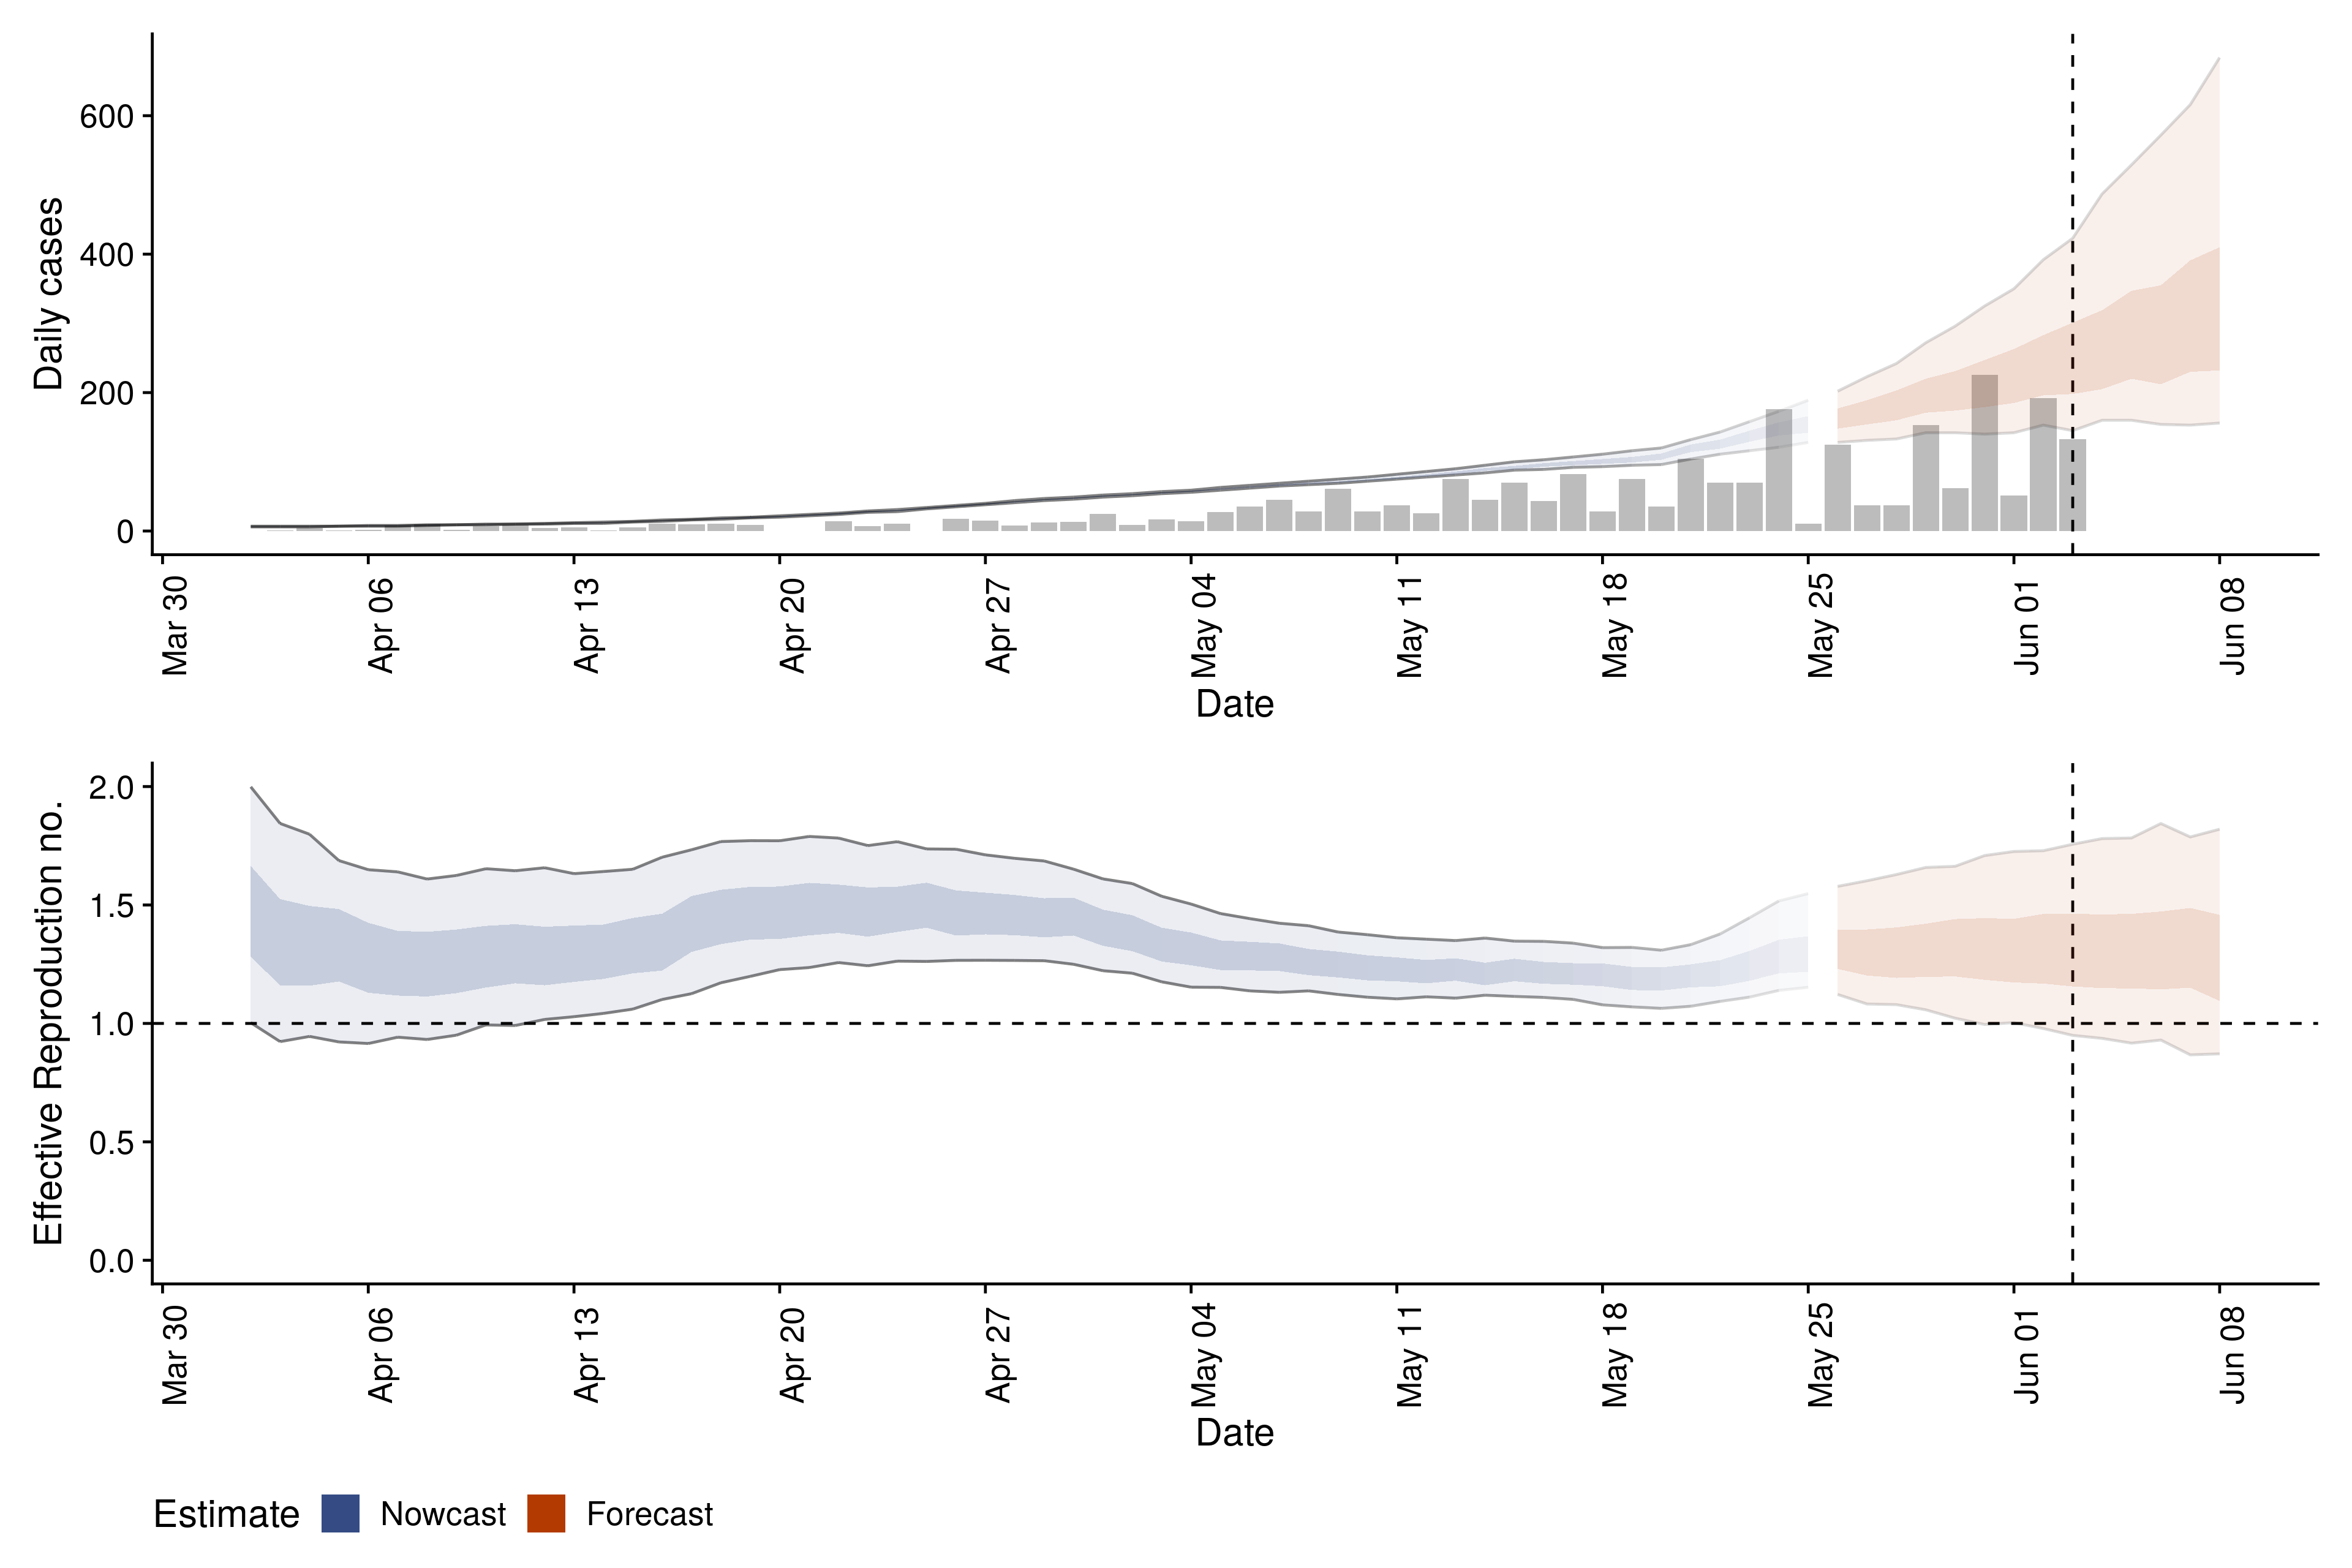 Daily cases
600
400
200
0
Mar 30 Apr 06 Apr 13 Apr 20 Apr 27 May 04 May 11 May 18 May 25 Jun 01 Jun 08
Date
Effective Reproduction no.
2.0
1.5
1.0
0.5
0.0
Mar 30 Apr 06 Apr 13 Apr 20 Apr 27 May 04 May 11 May 18 May 25 Jun 01 Jun 08
Date
Estimate Nowcast Forecast